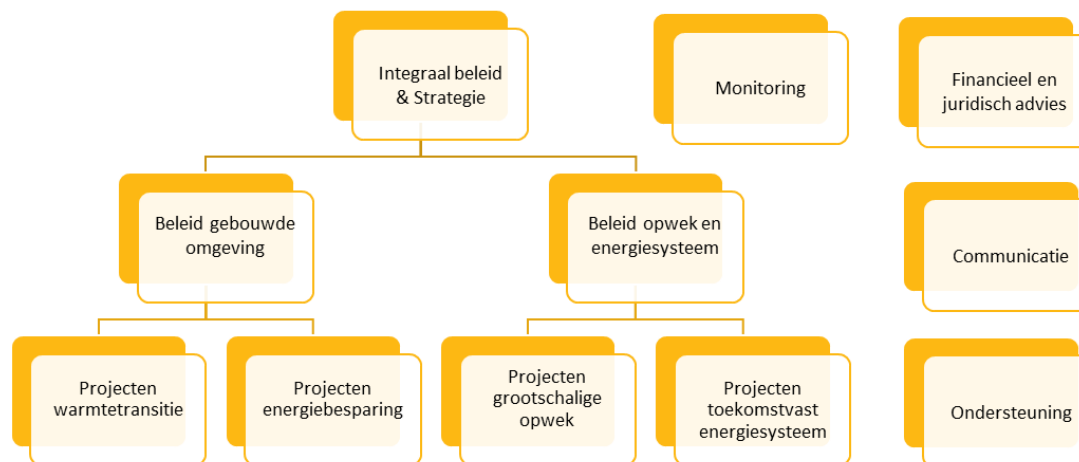 Integraal beleid
& Strategie
Monitoring
Financieel en
juridisch advies
Beleid gebouwde
omgeving
Beleid opwek en
energiesysteem
Communicatie
Projecten
warmtetransitie
Projecten
energiebesparing
Projecten
grootschalige
opwek
Projecten
toekomstvast
energiesysteem
Ondersteuning